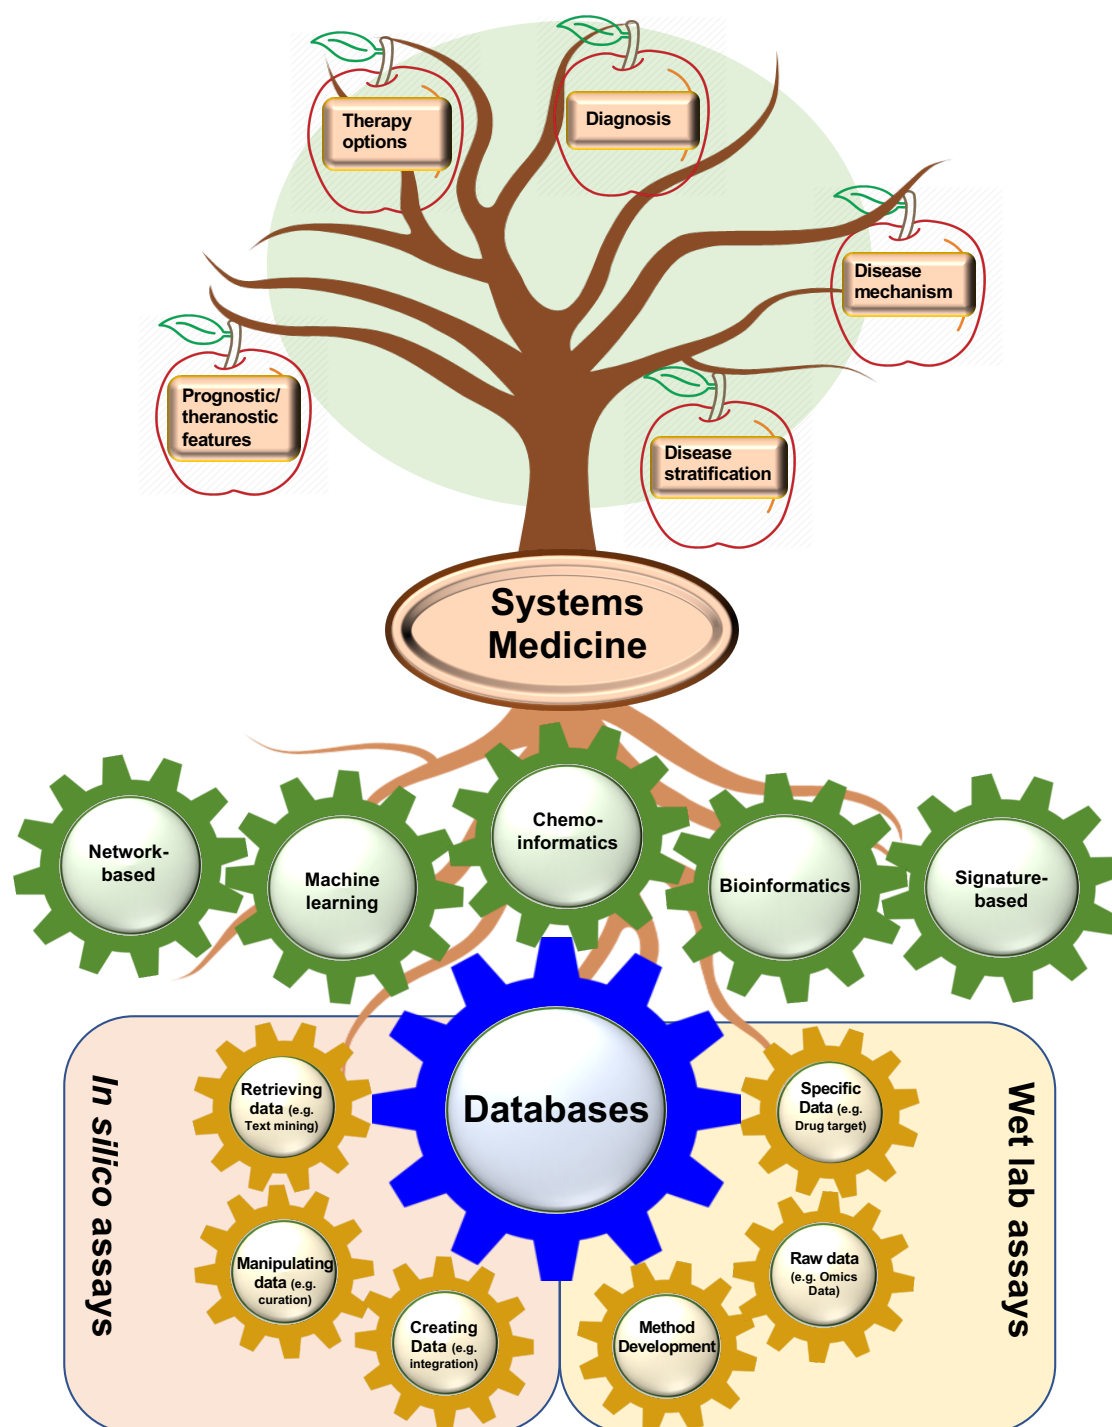 Therapy
options
Diagnosis
Disease
mechanism
Prognostic/
theranostic
features
Disease
stratification
Systems
Medicine
Network-
based
Machine
learning
Chemo-
informatics
Bioinformatics
Signature-
based
In silico assays
Retrieving
data (e.g.
Text mining)
Manipulating
data (e.g.
curation)
Creating
Data (e.g.
integration)
Databases
Specific
Data (e.g.
Drug target)
Raw data
(e.g. Omics
Data)
Method
Development
Wet lab assays